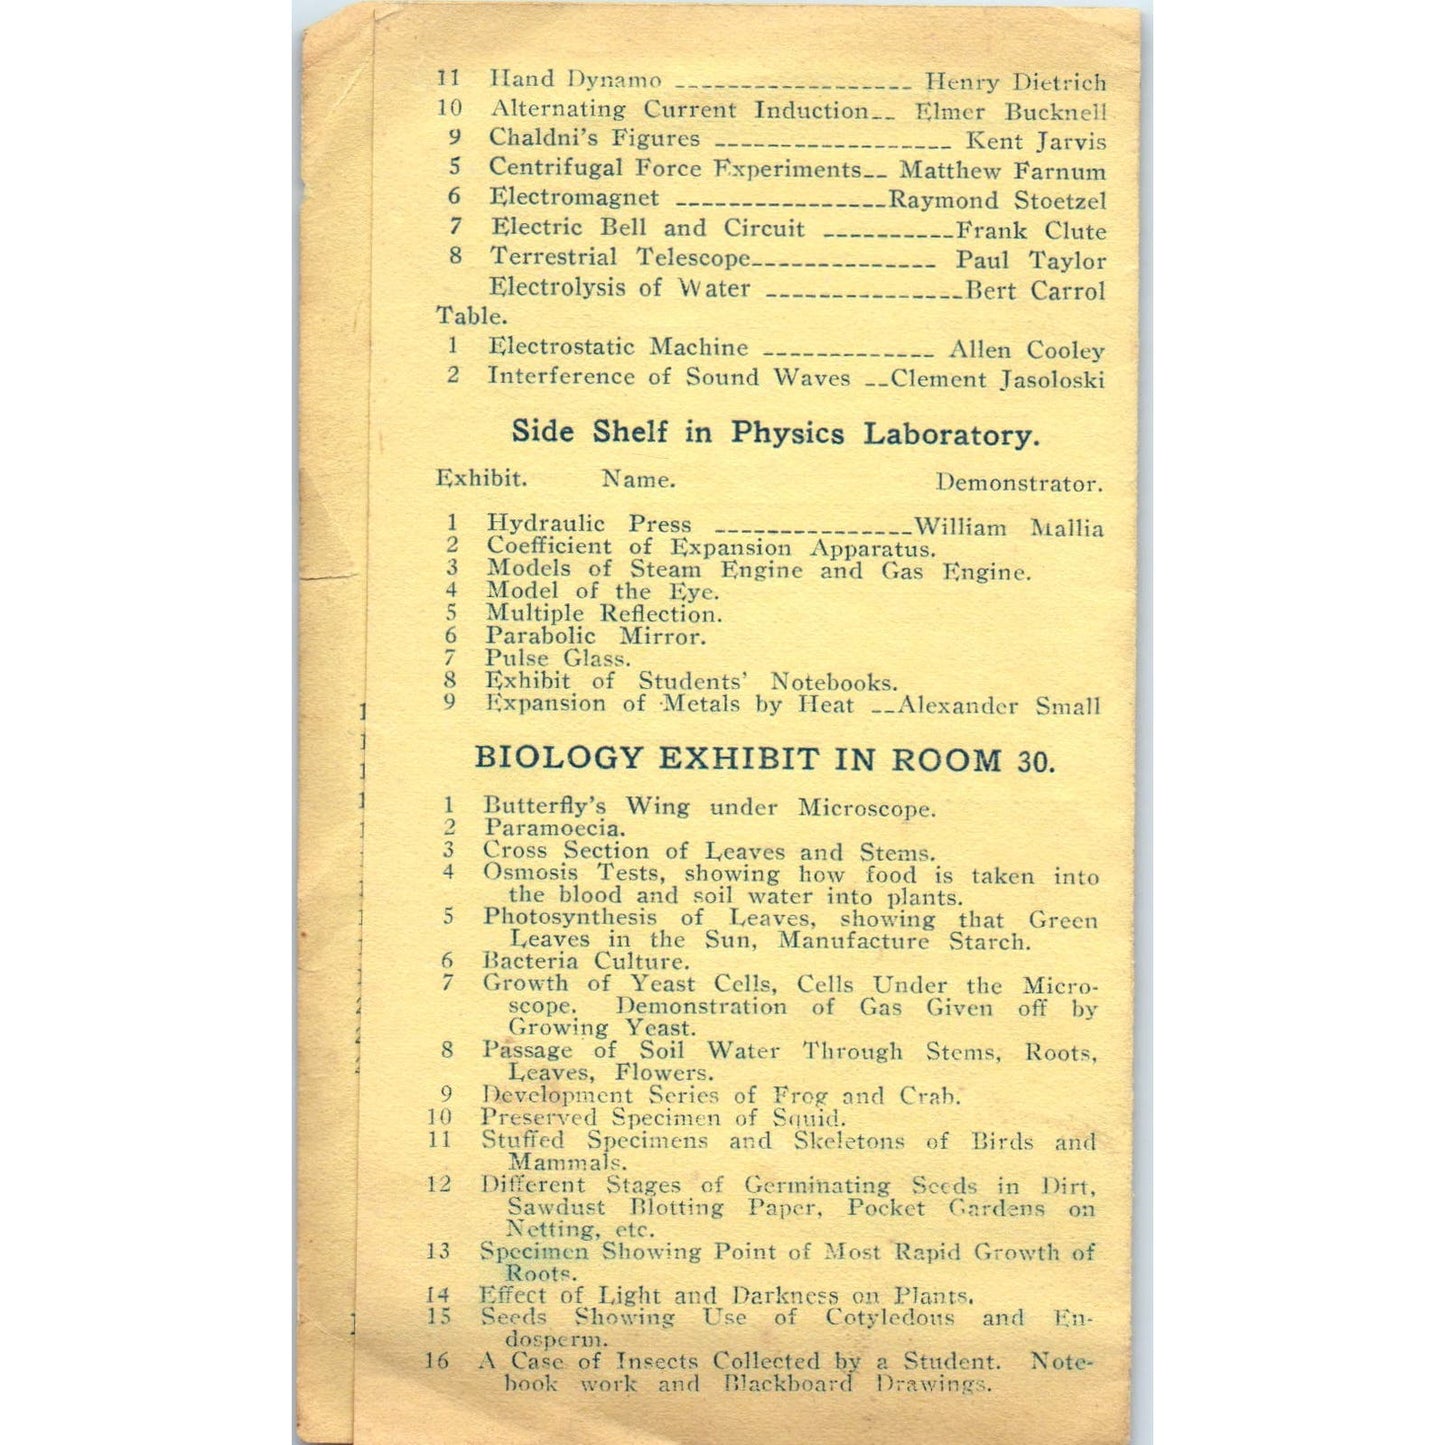 11 Hand Dynamo __________________ Henry Dietrich
10 Alternating Current Induction__ Elmer Bucknell
9 Chaldni's Figures __________________ Kent Jarvis
5 Centrifugal Force Experiments__ Matthew Farnum
6 Electromagnet ________________Raymond Stoetzel
7 Electric Bell and Circuit __________Frank Clute
8 Terrestrial Telescope______________ Paul Taylor
Electrolysis of Water _______________Bert Carrol
Table.
1 Electrostatic Machine _____________ Allen Cooley
2 Interference of Sound Waves __Clement Jasoloski
Side Shelf in Physics Laboratory.
Exhibit. Name. Demonstrator.
1 Hydraulic Press _______________William Mallia
2 Coefficient of Expansion Apparatus.
3 Models of Steam Engine and Gas Engine.
4 Model of the Eye.
5 Multiple Reflection.
6 Parabolic Mirror.
7 Pulse Glass.
8 Exhibit of Students' Notebooks.
9 Expansion of Metals by Heat __Alexander Small
BIOLOGY EXHIBIT IN ROOM 30.
1 Butterfly's Wing under Microscope.
2 Paramoecia.
3 Cross Section of Leaves and Stems.
4 Osmosis Tests, showing how food is taken into
the blood and soil water into plants.
5 Photosynthesis of Leaves, showing that Green
Leaves in the Sun, Manufacture Starch.
6 Bacteria Culture.
7 Growth of Yeast Cells, Cells Under the Micro-
scope. Demonstration of Gas Given off by
Growing Yeast.
8 Passage of Soil Water Through Stems, Roots,
Leaves, Flowers.
9 Development Series of Frog and Crab.
10 Preserved Specimen of Squid.
11 Stuffed Specimens and Skeletons of Birds and
Mammals.
12 Different Stages of Germinating Seeds in Dirt,
Sawdust Blotting Paper, Pocket Gardens on
Netting, etc.
13 Specimen Showing Point of Most Rapid Growth of
Roots.
14 Effect of Light and Darkness on Plants.
15 Seeds Showing Use of Cotyledous and En-
dosperm.
16 A Case of Insects Collected by a Student. Note-
book work and Blackboard Drawings.